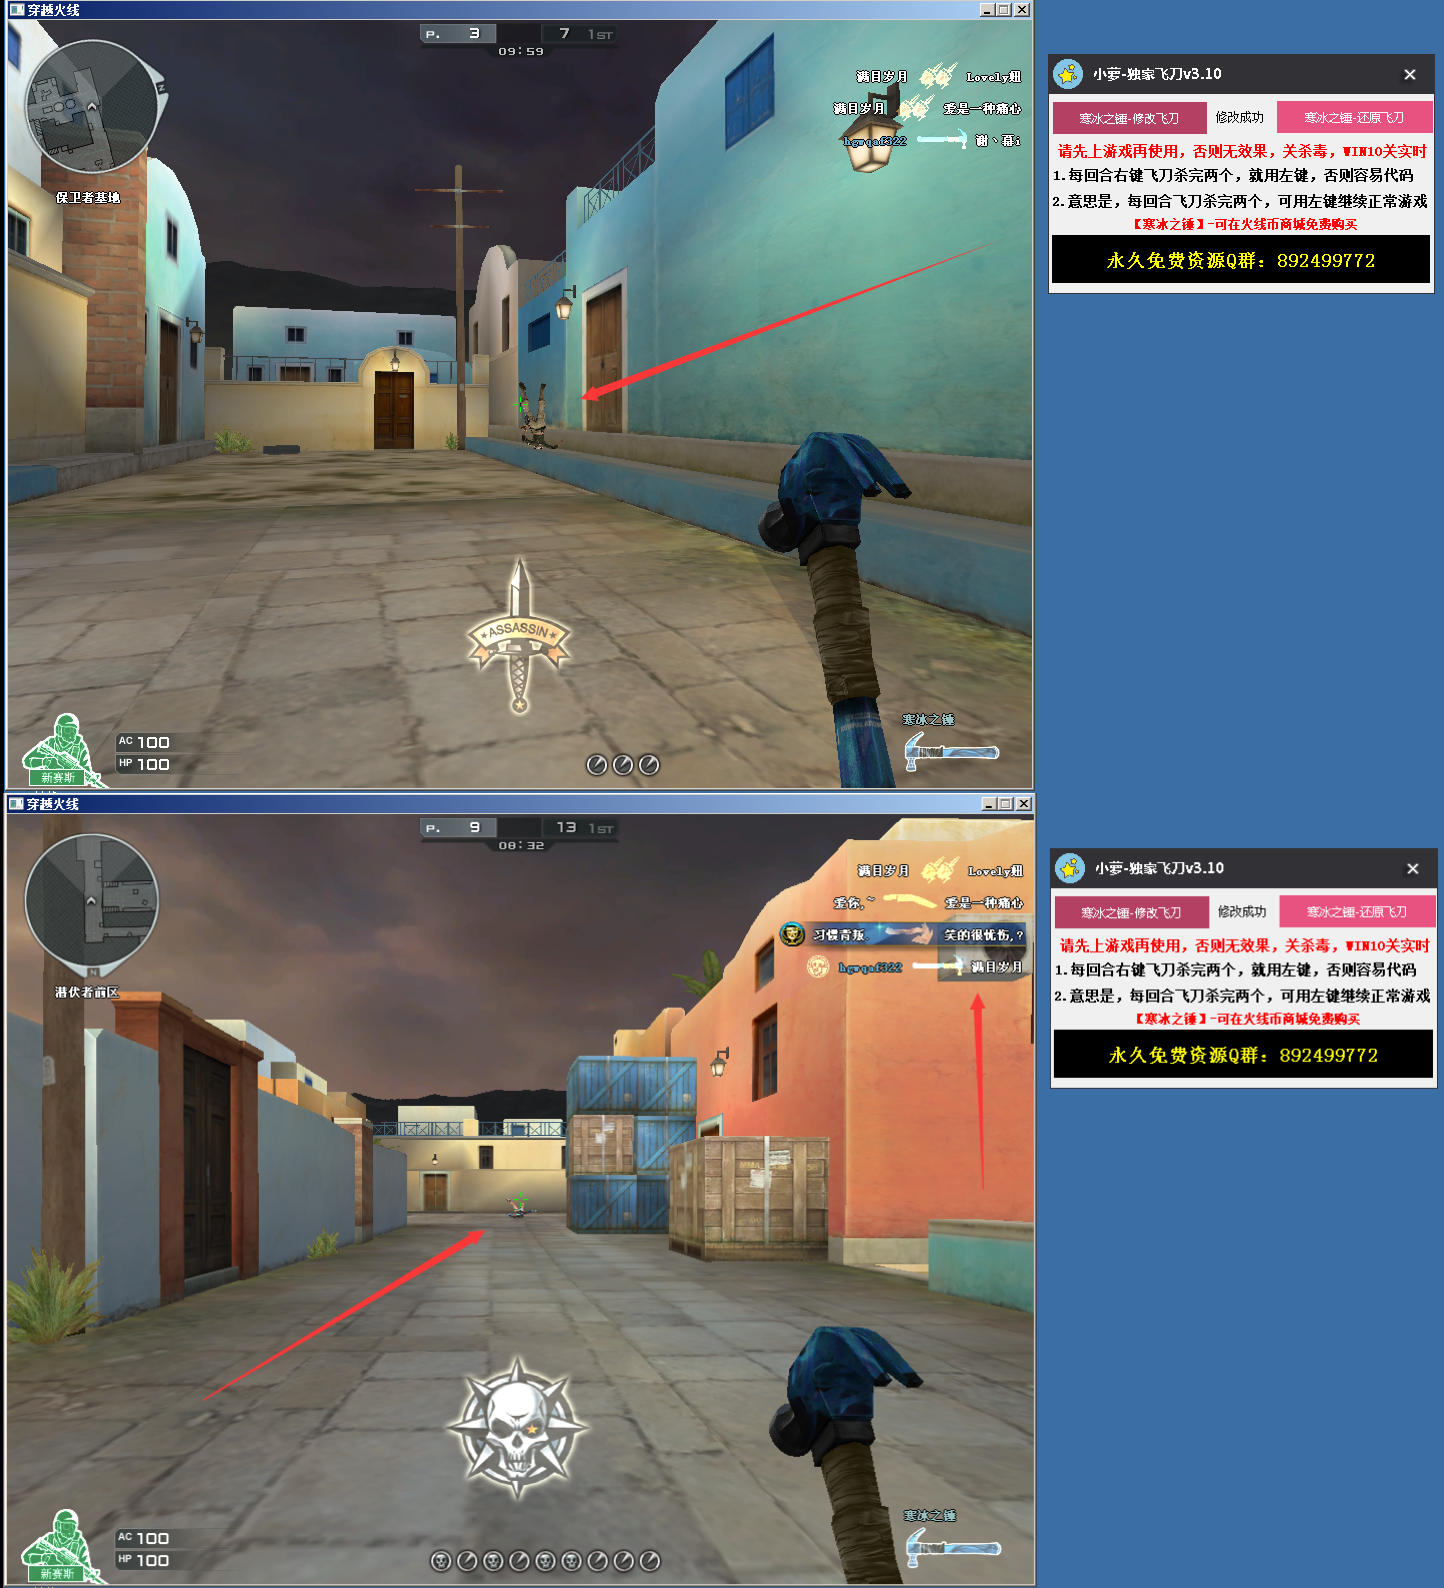 穿越火线
P. 3 7 1ST
09:59
满目岁月 Lovely妞
满目岁月 爱是一种痛心
hgwqaf322 谢、幕i
保卫者基地
ASSASSIN
AC 100
HP 100
新赛斯
寒冰之锤
小萝-独家飞刀v3.10
寒冰之锤-修改飞刀 修改成功 寒冰之锤-还原飞刀
请先上游戏再使用，否则无效果，关杀毒，WIN10关实时
1.每回合右键飞刀杀完两个，就用左键，否则容易代码
2.意思是，每回合飞刀杀完两个，可用左键继续正常游戏
【寒冰之锤】-可在火线币商城免费购买
永久免费资源Q群：892499772
穿越火线
P. 9 13 1ST
08:32
满目岁月 Lovely妞
爱你,~ 爱是一种痛心
习惯背叛、 笑的很忧伤,?
hgwqaf322 满目岁月
潜伏者前区
N
AC 100
HP 100
新赛斯
寒冰之锤
小萝-独家飞刀v3.10
寒冰之锤-修改飞刀 修改成功 寒冰之锤-还原飞刀
请先上游戏再使用，否则无效果，关杀毒，WIN10关实时
1.每回合右键飞刀杀完两个，就用左键，否则容易代码
2.意思是，每回合飞刀杀完两个，可用左键继续正常游戏
【寒冰之锤】-可在火线币商城免费购买
永久免费资源Q群：892499772